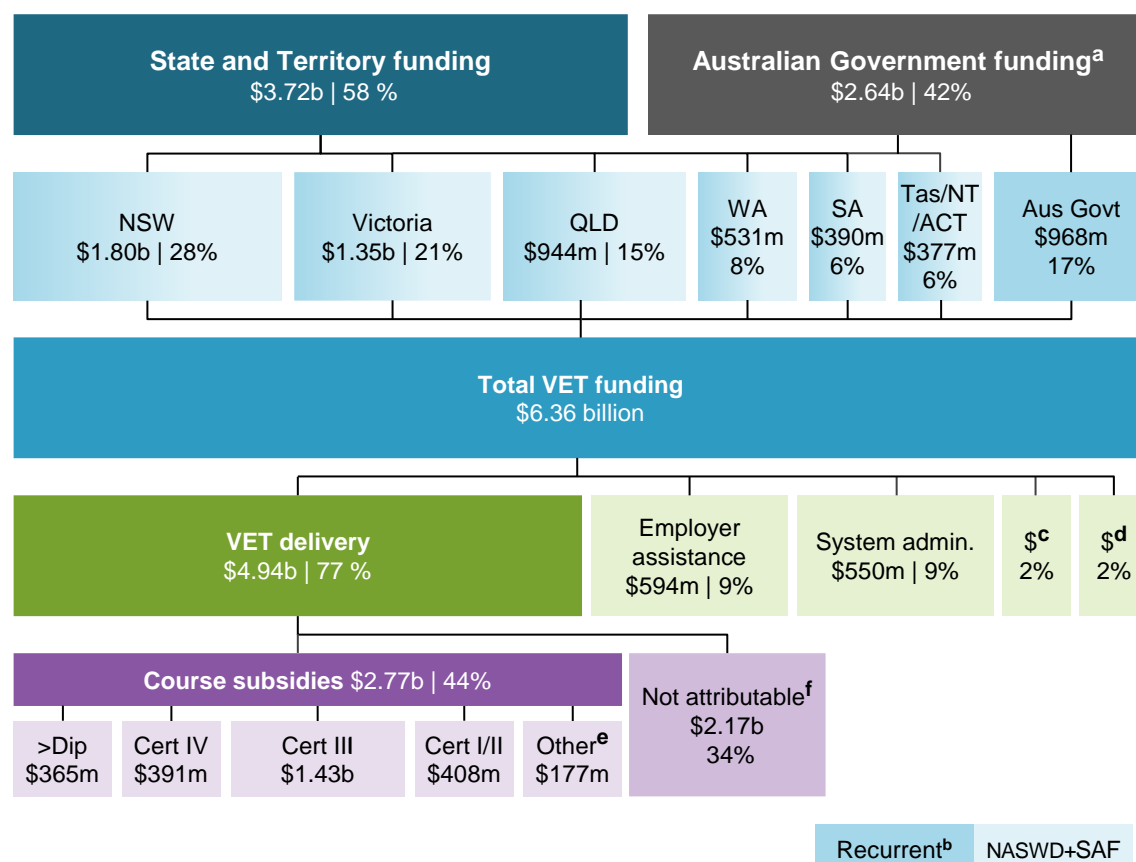 State and Territory funding
$3.72b | 58 %
Australian Government fundingᵃ
$2.64b | 42%
NSW
$1.80b | 28%
Victoria
$1.35b | 21%
QLD
$944m | 15%
WA
$531m
8%
SA
$390m
6%
Tas/NT
/ACT
$377m
6%
Aus Govt
$968m
17%
Total VET funding
$6.36 billion
VET delivery
$4.94b | 77 %
Employer
assistance
$594m | 9%
System admin.
$550m | 9%
$ᶜ
2%
$ᵈ
2%
Course subsidies $2.77b | 44%
Not attributableᶠ
$2.17b
34%
>Dip
$365m
Cert IV
$391m
Cert III
$1.43b
Cert I/II
$408m
Otherᵉ
$177m
Recurrentᵇ
NASWD+SAF